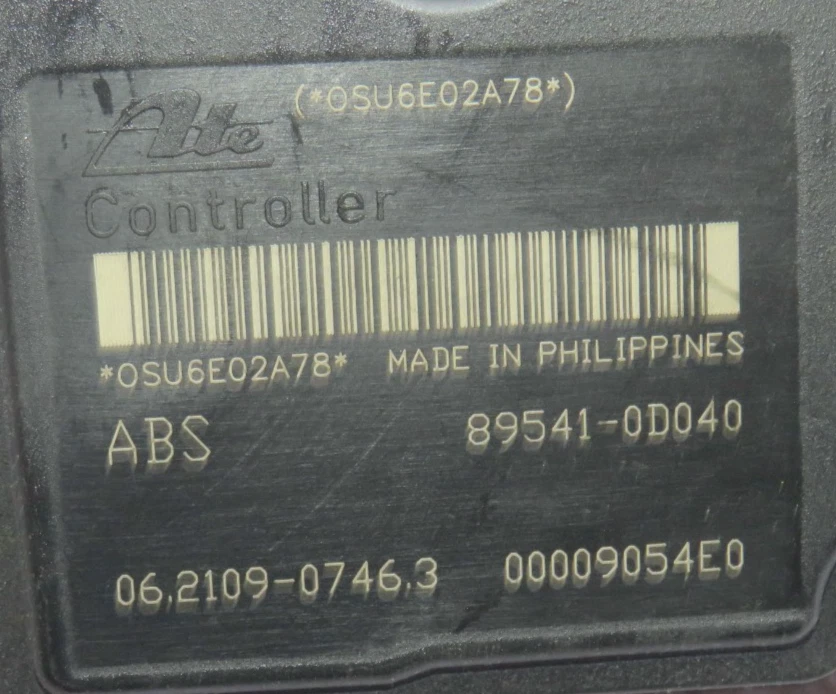 Ate (*OSU6E02A78*)
Controller
*OSU6E02A78* MADE IN PHILIPPINES
ABS 89541-0D040
06.2109-0746.3 00009054E0